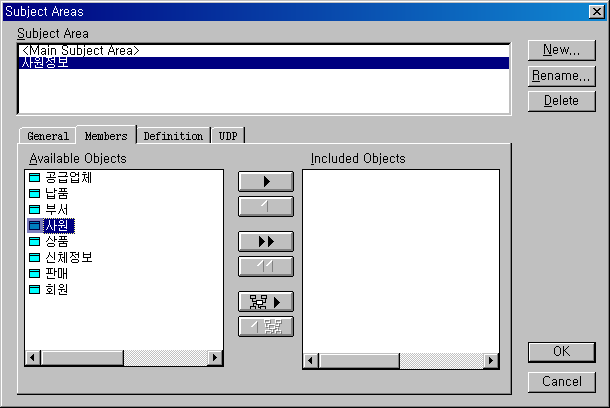 Subject Areas
Subject Area
<Main Subject Area>
사원정보
New...
Rename...
Delete
General Members Definition UDP
Available Objects
공급업체
납품
부서
사원
상품
신체정보
판매
회원
Included Objects
OK
Cancel